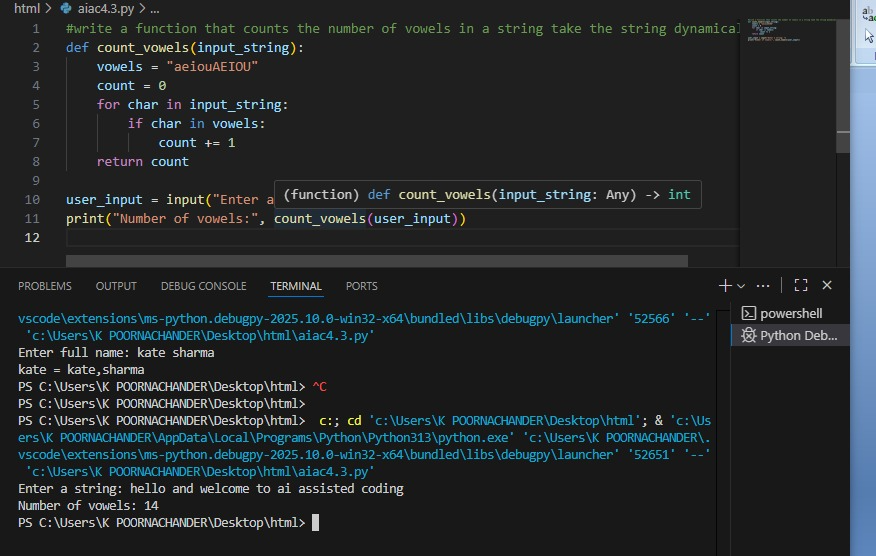 html > aiac4.3.py > ...
1 #write a function that counts the number of vowels in a string take the string dynamical
2 def count_vowels(input_string):
3 vowels = "aeiouAEIOU"
4 count = 0
5 for char in input_string:
6 if char in vowels:
7 count += 1
8 return count
9
(function) def count_vowels(input_string: Any) -> int
10 user_input = input("Enter a
11 print("Number of vowels:", count_vowels(user_input))
12
PROBLEMS OUTPUT DEBUG CONSOLE TERMINAL PORTS
powershell
Python Deb...
vscode\extensions\ms-python.debugpy-2025.10.0-win32-x64\bundled\libs\debugpy\launcher' '52566' '--'
'c:\Users\K POORNACHANDER\Desktop\html\aiac4.3.py'
Enter full name: kate sharma
kate = kate,sharma
PS C:\Users\K POORNACHANDER\Desktop\html> ^C
PS C:\Users\K POORNACHANDER\Desktop\html>
PS C:\Users\K POORNACHANDER\Desktop\html> c:; cd 'c:\Users\K POORNACHANDER\Desktop\html'; & 'c:\Us
ers\K POORNACHANDER\AppData\Local\Programs\Python\Python313\python.exe' 'c:\Users\K POORNACHANDER\.
vscode\extensions\ms-python.debugpy-2025.10.0-win32-x64\bundled\libs\debugpy\launcher' '52651' '--'
'c:\Users\K POORNACHANDER\Desktop\html\aiac4.3.py'
Enter a string: hello and welcome to ai assisted coding
Number of vowels: 14
PS C:\Users\K POORNACHANDER\Desktop\html>